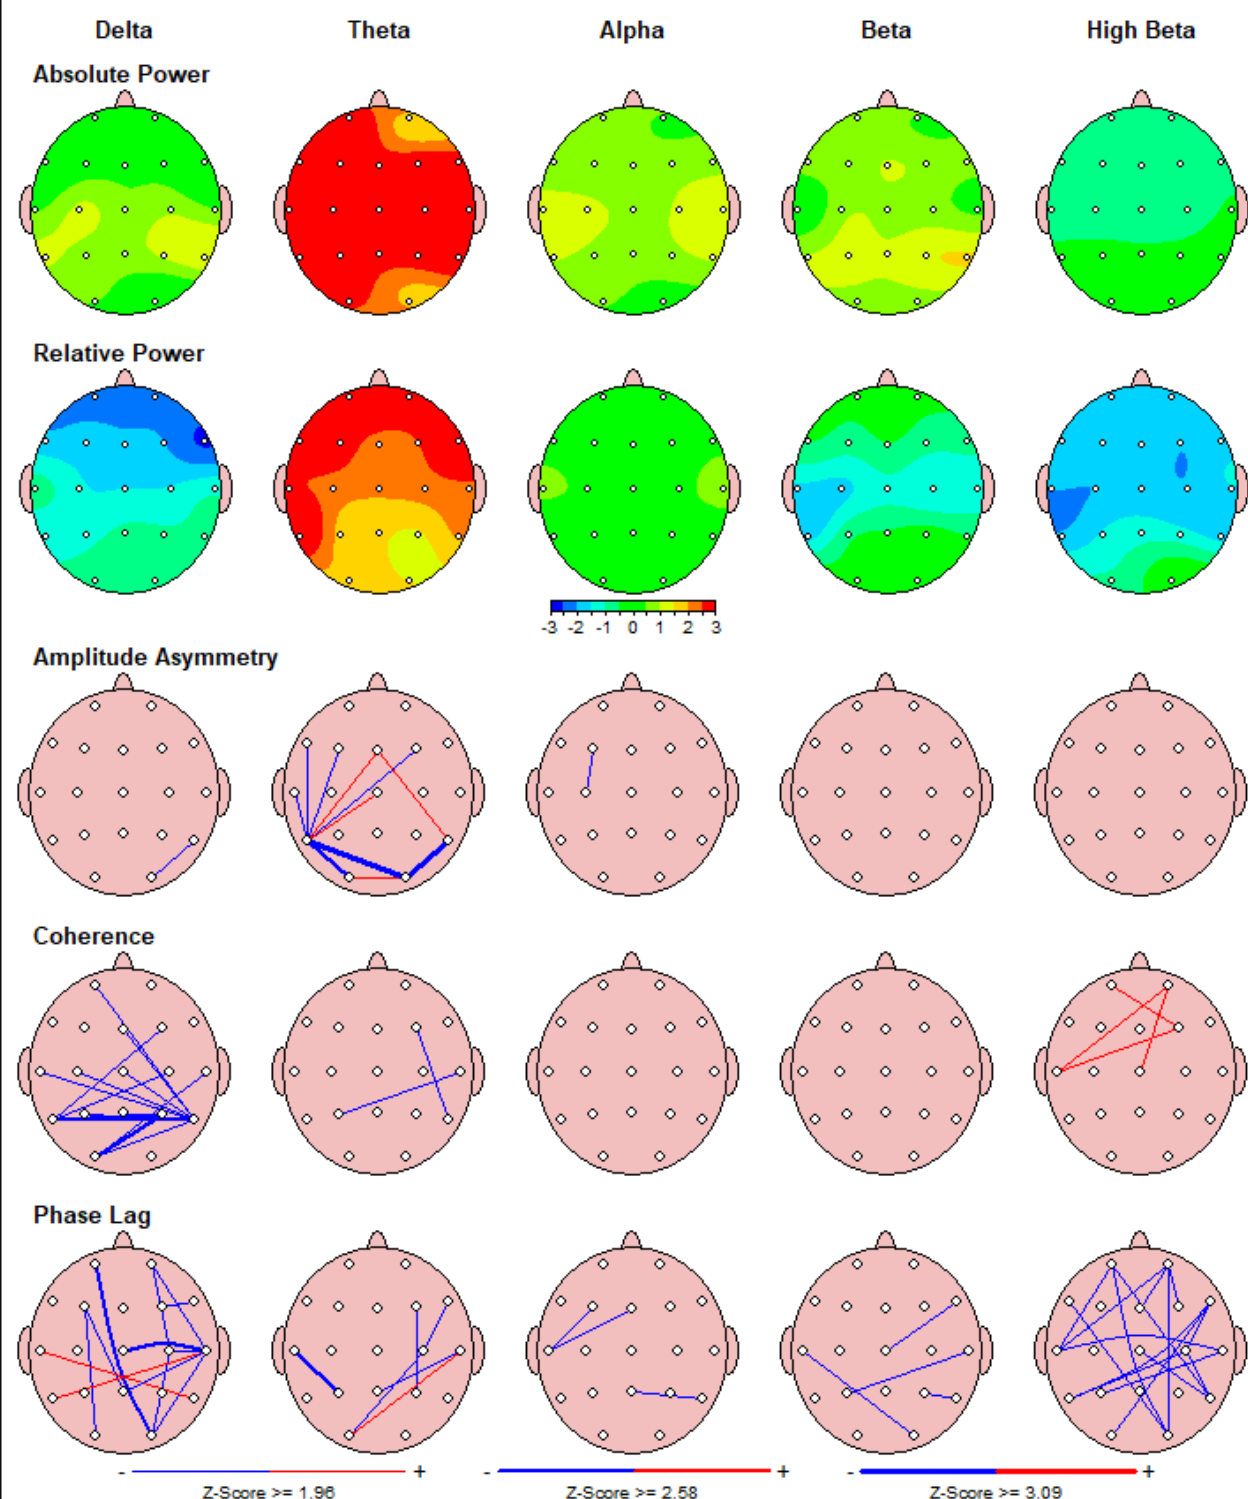 Delta Theta Alpha Beta High Beta
Absolute Power
Relative Power
-3 -2 -1 0 1 2 3
Amplitude Asymmetry
Coherence
Phase Lag
- + - + - +
Z-Score >= 1.96 Z-Score >= 2.58 Z-Score >= 3.09